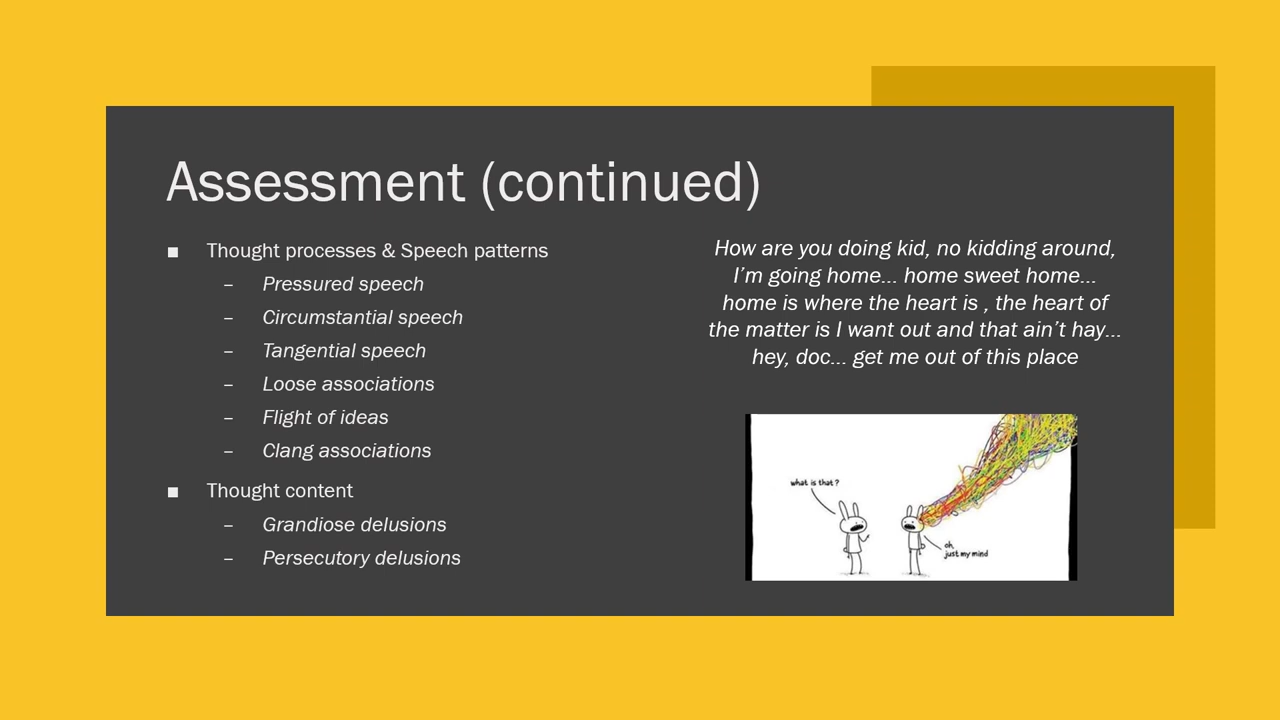 Assessment (continued)
■ Thought processes & Speech patterns
– Pressured speech
– Circumstantial speech
– Tangential speech
– Loose associations
– Flight of ideas
– Clang associations
■ Thought content
– Grandiose delusions
– Persecutory delusions
How are you doing kid, no kidding around,
I’m going home... home sweet home...
home is where the heart is , the heart of
the matter is I want out and that ain’t hay...
hey, doc... get me out of this place
what is that?
oh,
just my mind